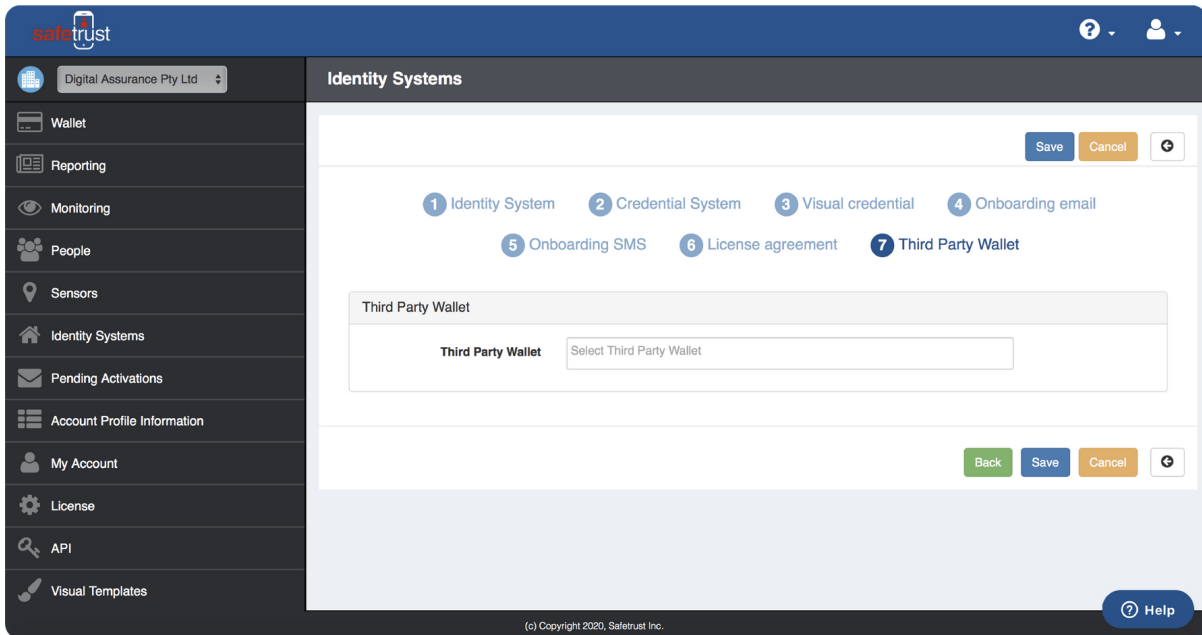 safetrust
Digital Assurance Pty Ltd
Wallet
Reporting
Monitoring
People
Sensors
Identity Systems
Pending Activations
Account Profile Information
My Account
License
API
Visual Templates
Identity Systems
Save Cancel
1 Identity System 2 Credential System 3 Visual credential 4 Onboarding email
5 Onboarding SMS 6 License agreement 7 Third Party Wallet
Third Party Wallet
Third Party Wallet Select Third Party Wallet
Back Save Cancel
? Help
(c) Copyright 2020, Safetrust Inc.